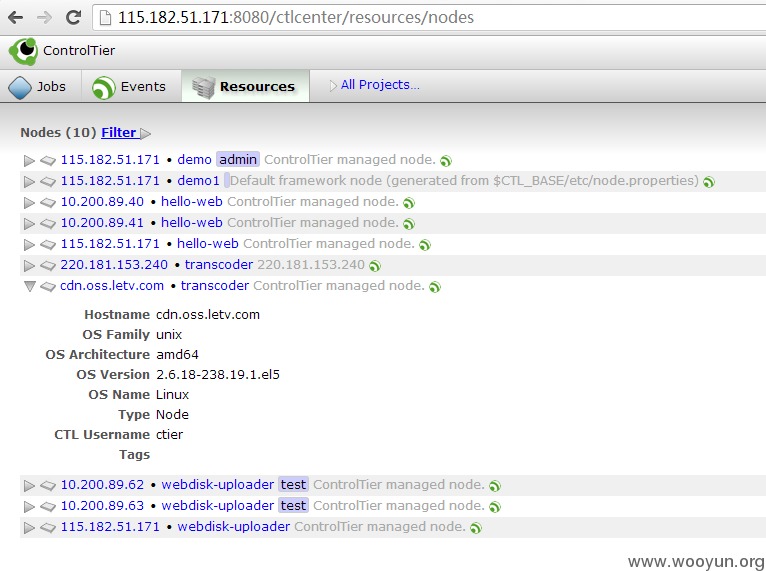 115.182.51.171:8080/ctlcenter/resources/nodes
ControlTier
Jobs Events Resources All Projects...
Nodes (10) Filter
115.182.51.171 • demo admin ControlTier managed node.
115.182.51.171 • demo1 Default framework node (generated from $CTL_BASE/etc/node.properties)
10.200.89.40 • hello-web ControlTier managed node.
10.200.89.41 • hello-web ControlTier managed node.
115.182.51.171 • hello-web ControlTier managed node.
220.181.153.240 • transcoder 220.181.153.240
cdn.oss.letv.com • transcoder ControlTier managed node.
Hostname cdn.oss.letv.com
OS Family unix
OS Architecture amd64
OS Version 2.6.18-238.19.1.el5
OS Name Linux
Type Node
CTL Username ctier
Tags
10.200.89.62 • webdisk-uploader test ControlTier managed node.
10.200.89.63 • webdisk-uploader test ControlTier managed node.
115.182.51.171 • webdisk-uploader ControlTier managed node.
www.wooyun.org